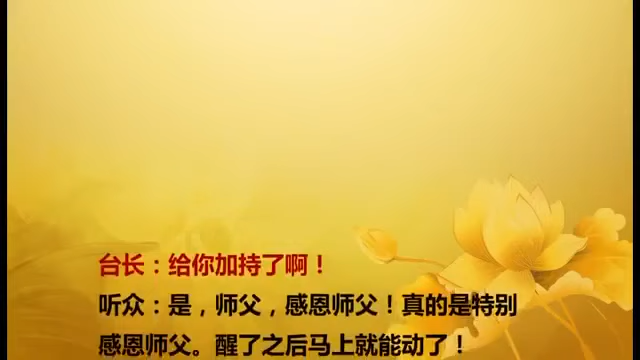 台长：给你加持了啊！
听众：是，师父，感恩师父！真的是特别
感恩师父。醒了之后马上就能动了！